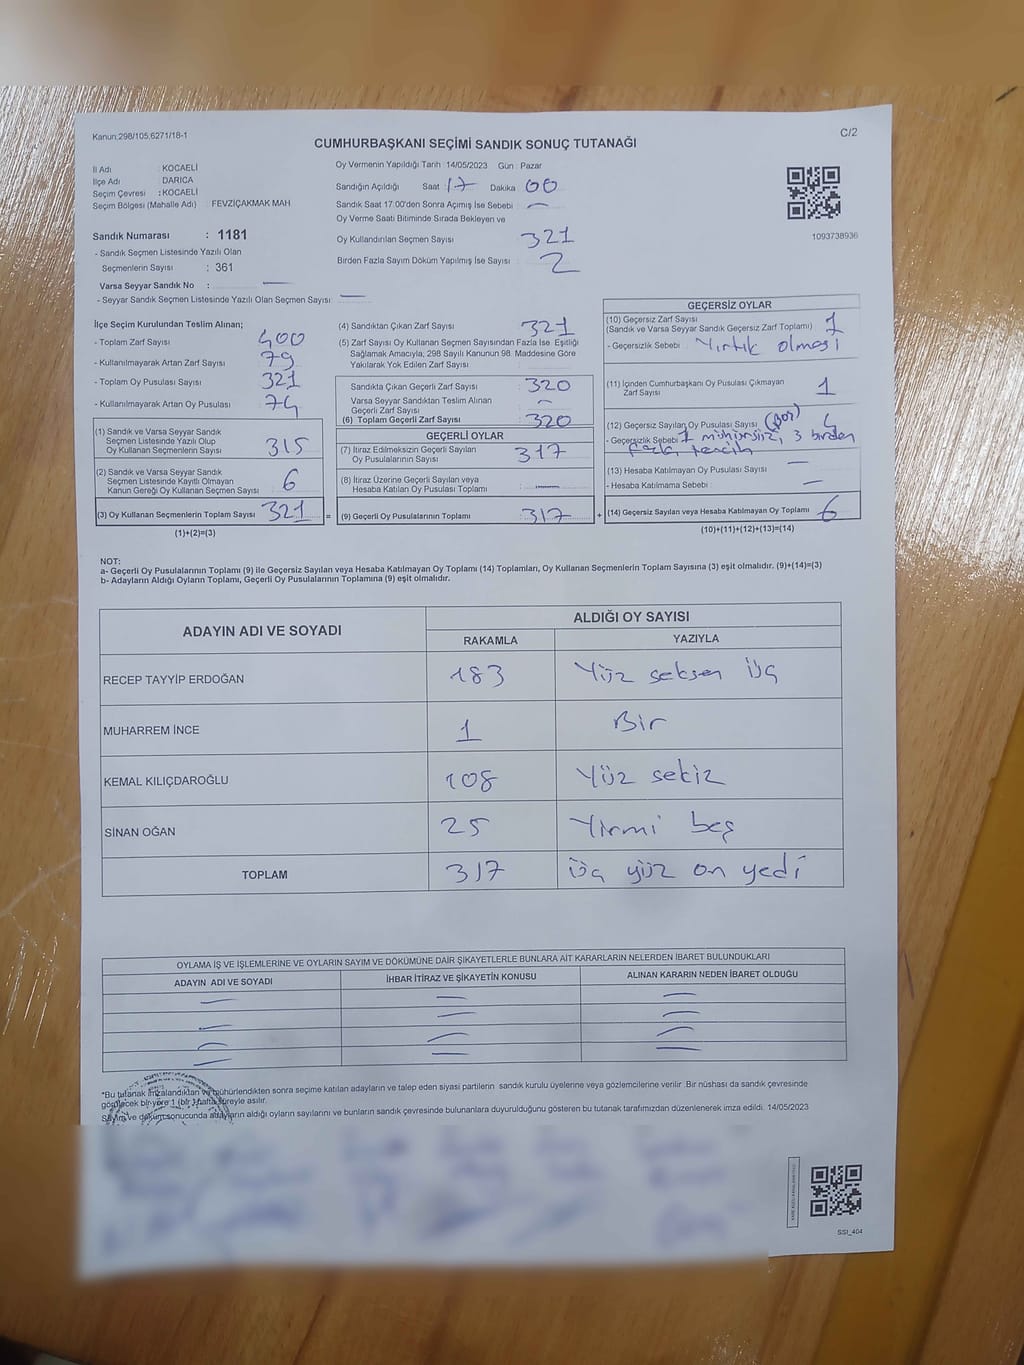 Kanun:298/105,6271/18-1
C/2
CUMHURBAŞKANI SEÇİMİ SANDIK SONUÇ TUTANAĞI
İl Adı : KOCAELİ
İlçe Adı : DARICA
Seçim Çevresi : KOCAELİ
Seçim Bölgesi (Mahalle Adı) : FEVZİÇAKMAK MAH
Sandık Numarası : 1181
- Sandık Seçmen Listesinde Yazılı Olan
Seçmenlerin Sayısı : 361
Varsa Seyyar Sandık No : —
- Seyyar Sandık Seçmen Listesinde Yazılı Olan Seçmen Sayısı: —
Oy Vermenin Yapıldığı Tarih : 14/05/2023 Gün : Pazar
Sandığın Açıldığı Saat : 17 Dakika : 00
Sandık Saat 17.00'den Sonra Açımış İse Sebebi : —
Oy Verme Saati Bitiminde Sırada Bekleyen ve
Oy Kullandırılan Seçmen Sayısı : 321
Birden Fazla Sayım Döküm Yapılmış İse Sayısı : 2
1093738936
İlçe Seçim Kurulundan Teslim Alınan;
- Toplam Zarf Sayısı : 400
- Kullanılmayarak Artan Zarf Sayısı : 79
- Toplam Oy Pusulası Sayısı : 321
- Kullanılmayarak Artan Oy Pusulası : 74
(1) Sandık ve Varsa Seyyar Sandık
Seçmen Listesinde Yazılı Olup
Oy Kullanan Seçmen Sayısı : 315
(2) Sandık ve Varsa Seyyar Sandık
Seçmen Listesinde Kayıtlı Olmayan
Kanun Gereği Oy Kullanan Seçmen Sayısı : 6
(3) Oy Kullanan Seçmenlerin Toplam Sayısı : 321 =
(1)+(2)=(3)
(4) Sandıktan Çıkan Zarf Sayısı : 321
(5) Zarf Sayısı Oy Kullanan Seçmen Sayısından Fazla İse Eşitliği
Sağlamak Amacıyla, 298 Sayılı Kanunun 98. Maddesine Göre
Yakılarak Yok Edilen Zarf Sayısı :
Sandıkta Çıkan Geçerli Zarf Sayısı : 320
Varsa Seyyar Sandıktan Teslim Alınan
Geçerli Zarf Sayısı : —
(6) Toplam Geçerli Zarf Sayısı : 320
GEÇERLİ OYLAR
(7) İtiraz Edilmeksizin Geçerli Sayılan
Oy Pusulalarının Sayısı : 317
(8) İtiraz Üzerine Geçerli Sayılan veya
Hesaba Katılan Oy Pusulası Toplamı : —
(9) Geçerli Oy Pusulalarının Toplamı : 317 +
GEÇERSİZ OYLAR
(10) Geçersiz Zarf Sayısı
(Sandık ve Varsa Seyyar Sandık Geçersiz Zarf Toplamı) : 1
- Geçersizlik Sebebi : Yırtık olması
(11) İçinden Cumhurbaşkanı Oy Pusulası Çıkmayan
Zarf Sayısı : 1
(12) Geçersiz Sayılan Oy Pusulası Sayısı : 4
- Geçersizlik Sebebi : 1 mühürsüz, 3 birden
fazla tercih
(13) Hesaba Katılmayan Oy Pusulası Sayısı : —
- Hesaba Katılmama Sebebi : —
(14) Geçersiz Sayılan veya Hesaba Katılmayan Oy Toplamı : 6
(10)+(11)+(12)+(13)=(14)
NOT:
a- Geçerli Oy Pusulalarının Toplamı (9) ile Geçersiz Sayılan veya Hesaba Katılmayan Oy Toplamı (14) Toplamları, Oy Kullanan Seçmenlerin Toplam Sayısına (3) eşit olmalıdır. (9)+(14)=(3)
b- Adayların Aldığı Oyların Toplamı, Geçerli Oy Pusulalarının Toplamına (9) eşit olmalıdır.
ADAYIN ADI VE SOYADI ALDIĞI OY SAYISI
RAKAMLA YAZIYLA
RECEP TAYYİP ERDOĞAN 183 Yüz seksen üç
MUHARREM İNCE 1 Bir
KEMAL KILIÇDAROĞLU 108 Yüz sekiz
SİNAN OĞAN 25 Yirmi beş
TOPLAM 317 üç yüz on yedi
OYLAMA İŞ VE İŞLEMLERİNE VE OYLARIN SAYIM VE DÖKÜMÜNE DAİR ŞİKAYETLERLE BUNLARA AİT KARARLARIN NELERDEN İBARET BULUNDUKLARI
ADAYIN ADI VE SOYADI İHBAR İTİRAZ VE ŞİKAYETİN KONUSU ALINAN KARARIN NEDEN İBARET OLDUĞU
*Bu tutanak imzalandıktan ve mühürlendikten sonra seçime katılan adayların ve talep eden siyasi partilerin sandık kurulu üyelerine veya gözlemcilerine verilir .Bir nüshası da sandık çevresinde
görülecek bir yere 1 (bir ) hafta süreyle asılır.
Sayım ve döküm sonucunda adayların aldığı oyların sayılarını ve bunların sandık çevresinde bulunanlara duyurulduğunu gösteren bu tutanak tarafımızdan düzenlenerek imza edildi. 14/05/2023
SSI_404